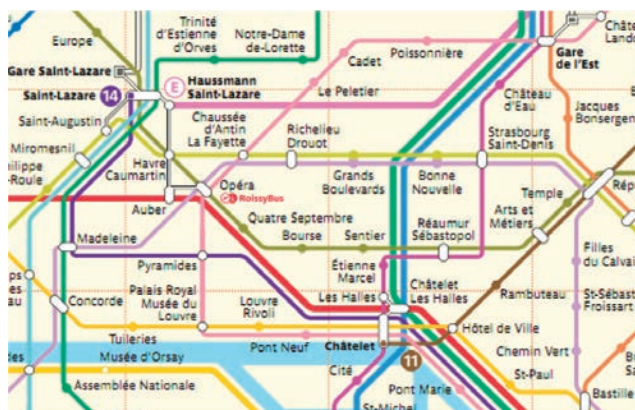 Trinité
d'Estienne
d'Orves
Notre-Dame
de-Lorette
Europe
Cadet
Poissonnière
Gare
de l'Est
Château
Gare Saint-Lazare
E
Haussmann
Saint-Lazare
Le Peletier
Château
d'Eau
Saint-Lazare
14
Jacques
Saint-Augustin
Chaussée
d'Antin
La Fayette
Richelieu
Drouot
Strasbourg
Saint-Denis
Miromesnil
Havre
Caumartin
Grands
Boulevards
Bonne
Nouvelle
Opéra
Temple
Auber
RoissyBus
Quatre Septembre
Arts et
Métiers
Madeleine
Bourse
Sentier
Réaumur
Sébastopol
Filles
du Calvai
Pyramides
Étienne
Marcel
Châtelet
Les Halles
Rambuteau
St-Séba
Froissart
Concorde
Palais Royal
Musée du
Louvre
Louvre
Rivoli
Les Halles
Hôtel de Ville
Tuileries
Pont Neuf
Châtelet
11
Chemin Vert
Musée d'Orsay
Cité
St-Paul
Assemblée Nationale
Pont Marie
Bastille
St-Michel